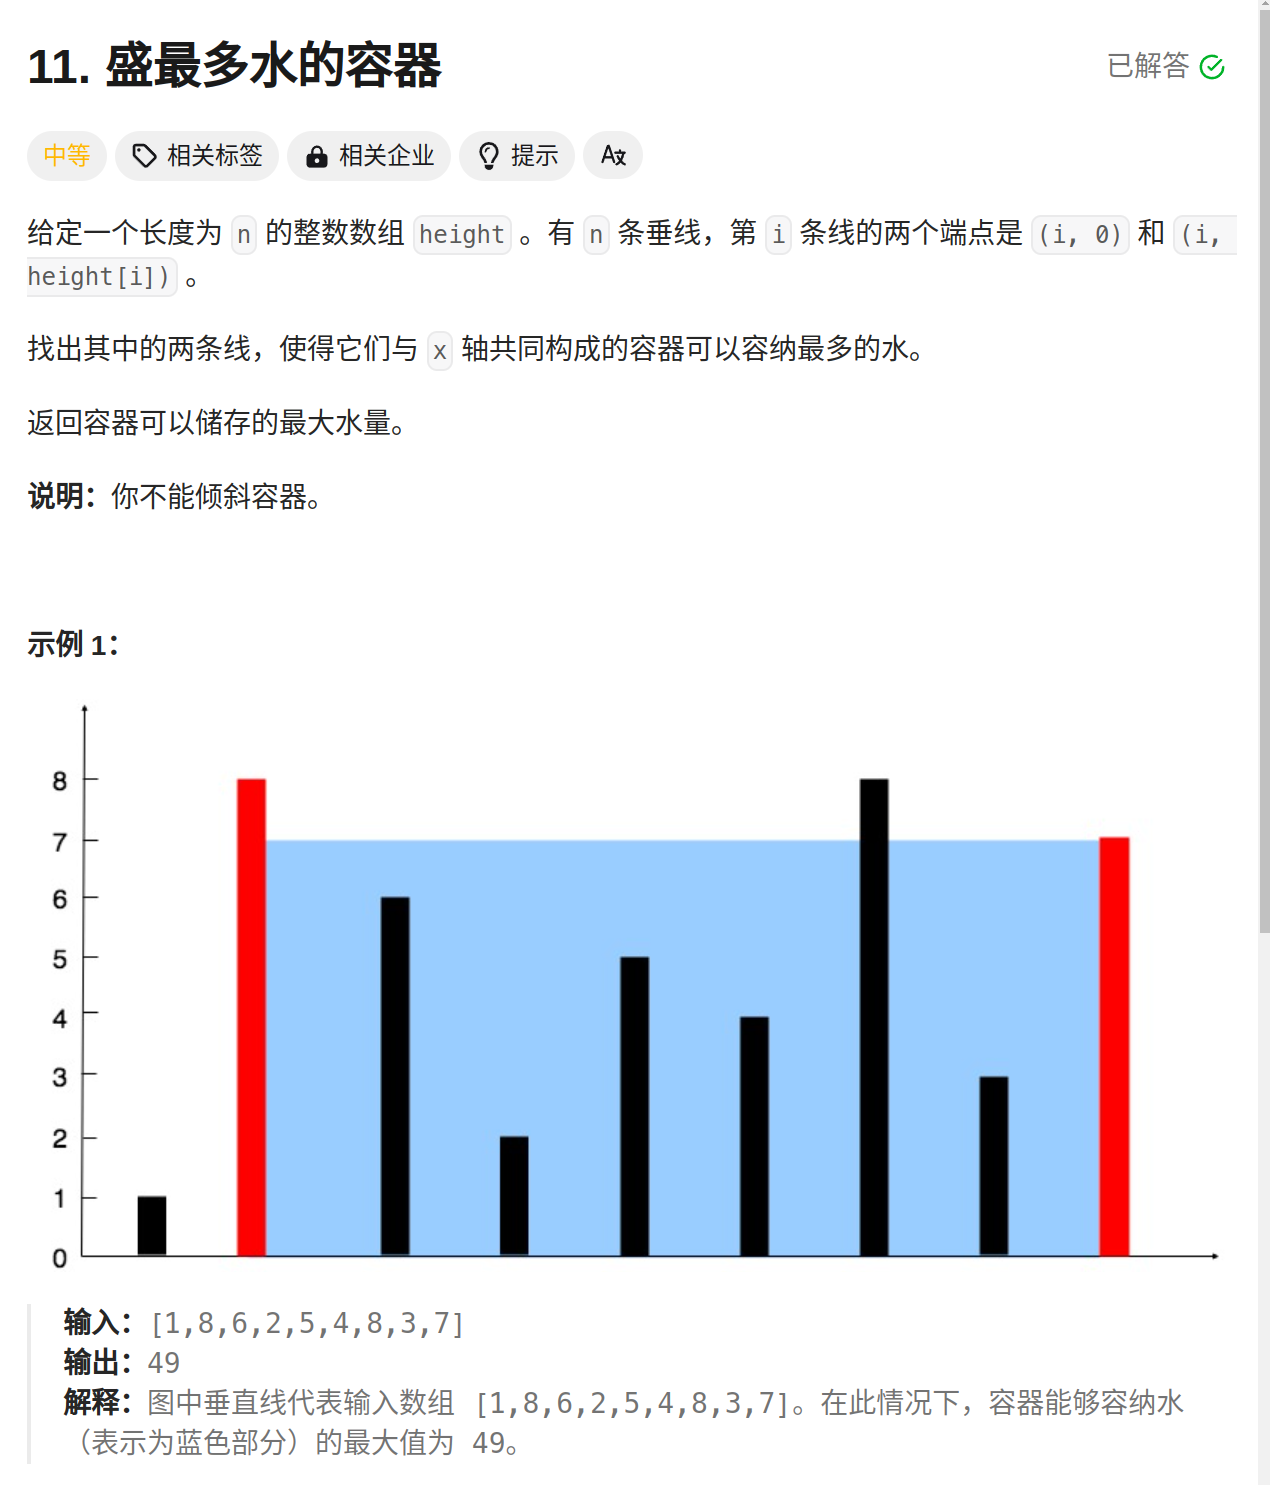 11. 盛最多水的容器
已解答
中等 相关标签 相关企业 提示
给定一个长度为 n 的整数数组 height 。有 n 条垂线，第 i 条线的两个端点是 (i, 0) 和 (i,
height[i]) 。
找出其中的两条线，使得它们与 x 轴共同构成的容器可以容纳最多的水。
返回容器可以储存的最大水量。
说明：你不能倾斜容器。
示例 1：
8
7
6
5
4
3
2
1
0
输入：[1,8,6,2,5,4,8,3,7]
输出：49
解释：图中垂直线代表输入数组 [1,8,6,2,5,4,8,3,7]。在此情况下，容器能够容纳水
（表示为蓝色部分）的最大值为 49。